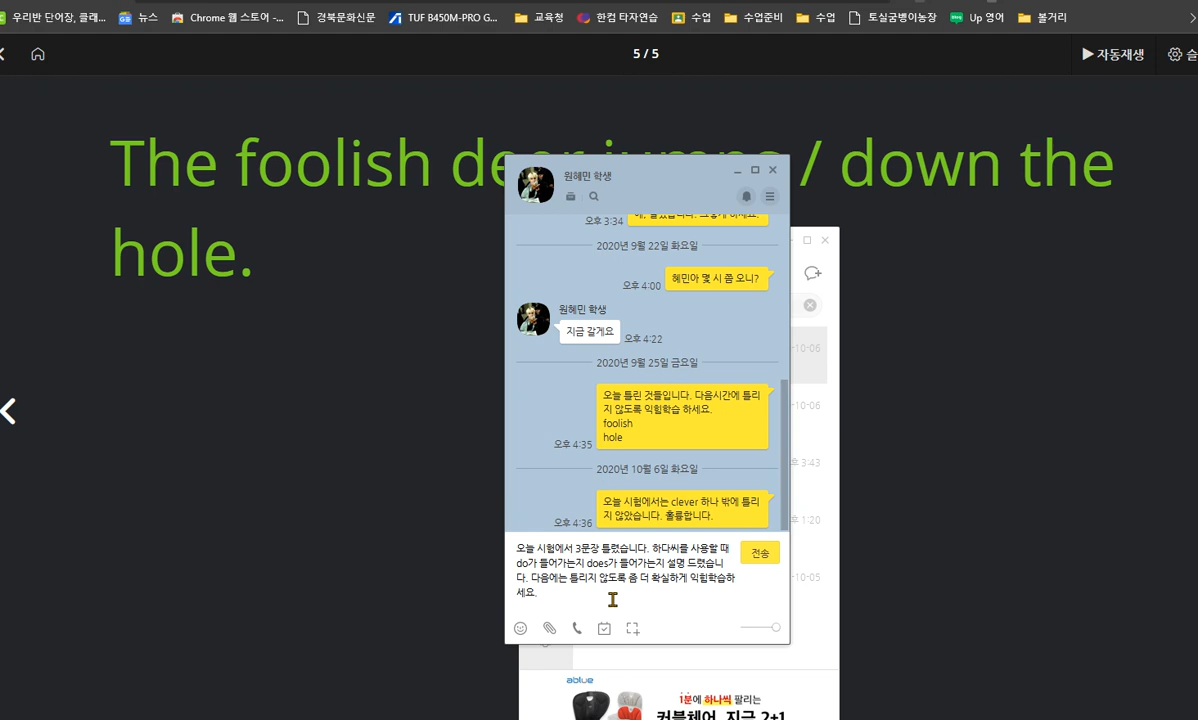 우리반 단어장, 클래... 뉴스 Chrome 웹 스토어 -... 경북문화신문 TUF B450M-PRO G... 교육청 한컴 타자연습 수업 수업준비 수업 토실굼벵이농장 Up 영어 볼거리
5 / 5
자동재생
슬
The foolish / down the
hole.
원혜민 학생
오후 3:34
2020년 9월 22일 화요일
혜민아 몇 시 쯤 오니?
오후 4:00
원혜민 학생
지금 갈게요
오후 4:22
2020년 9월 25일 금요일
오늘 틀린 것들입니다. 다음시간에 틀리
지 않도록 익힘학습 하세요.
foolish
hole
오후 4:35
2020년 10월 6일 화요일
오늘 시험에서는 clever 하나 밖에 틀리
지 않았습니다. 훌륭합니다.
오후 4:36
오늘 시험에서 3문장 틀렸습니다. 하다씨를 사용할 때
do가 들어가는지 does가 들어가는지 설명 드렸습니
다. 다음에는 틀리지 않도록 좀 더 확실하게 익힘학습하
세요.
전송
-10-06
-10-06
후 3:43
후 1:20
-10-05
ablue
1분에 하나씩 팔리는
커블체어 지금 2+1